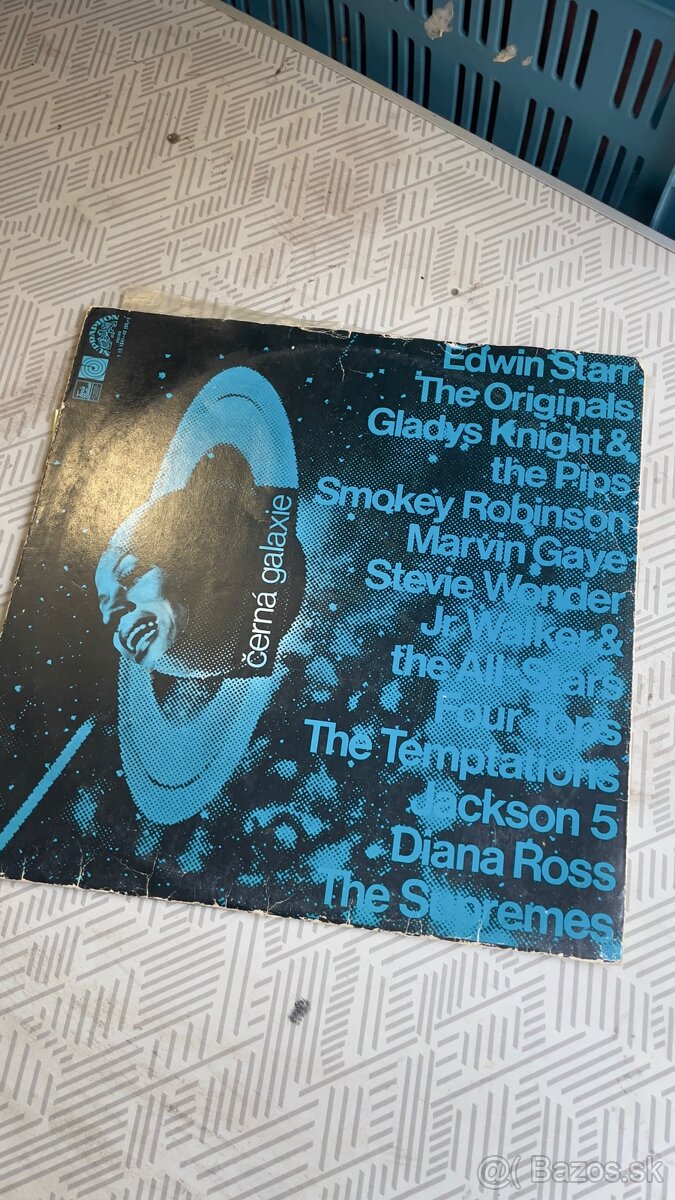 SUPRAPHON
Edwin Starr
The Originals
Gladys Knight &
the Pips
Smokey Robinson
Marvin Gaye
Stevie Wonder
Jr Walker &
the All Stars
Four Tops
The Temptations
Jackson 5
Diana Ross
The Supremes
černá galaxie
Bazos.sk